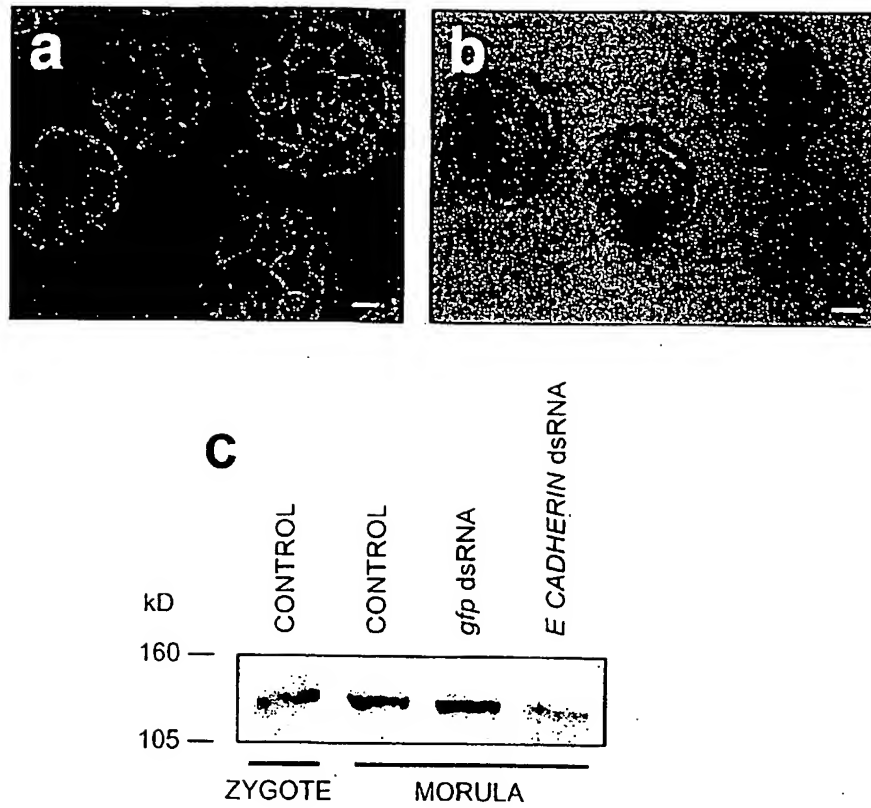 a
b
c
kD
CONTROL
CONTROL
gfp dsRNA
E CADHERIN dsRNA
160
105
ZYGOTE
MORULA